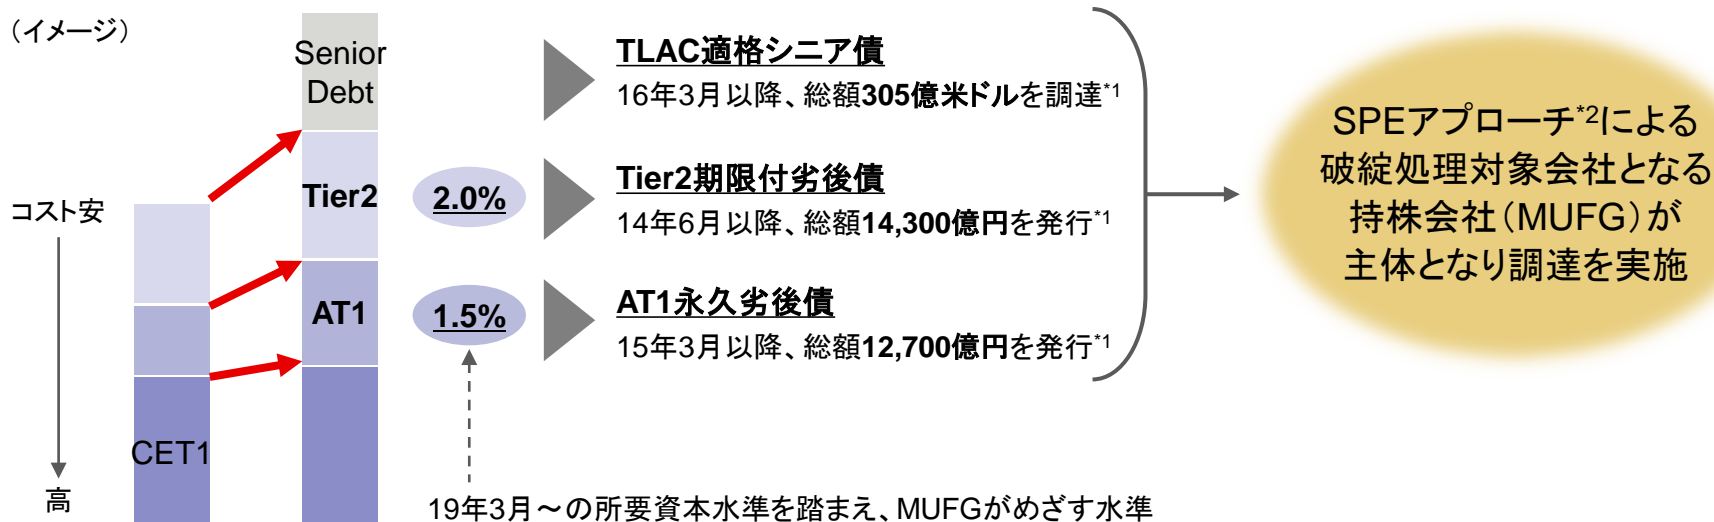 （イメージ）
コスト安
高
CET1
Senior
Debt
Tier2
AT1
2.0%
1.5%
TLAC適格シニア債
16年3月以降、総額305億米ドルを調達*1
Tier2期限付劣後債
14年6月以降、総額14,300億円を発行*1
AT1永久劣後債
15年3月以降、総額12,700億円を発行*1
19年3月～の所要資本水準を踏まえ、MUFGがめざす水準
SPEアプローチ*2による
破綻処理対象会社となる
持株会社（MUFG）が
主体となり調達を実施